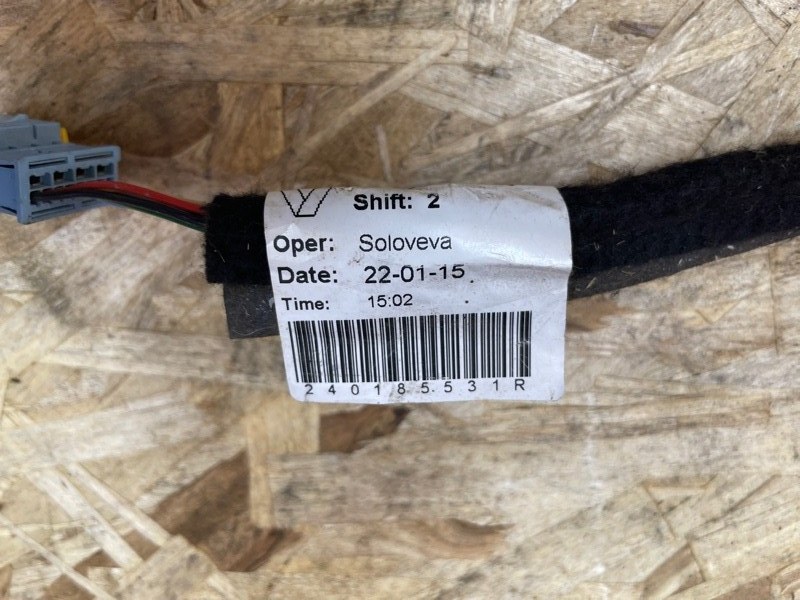 Shift: 2
Oper: Soloveva
Date: 22-01-15
Time: 15:02
240185531R